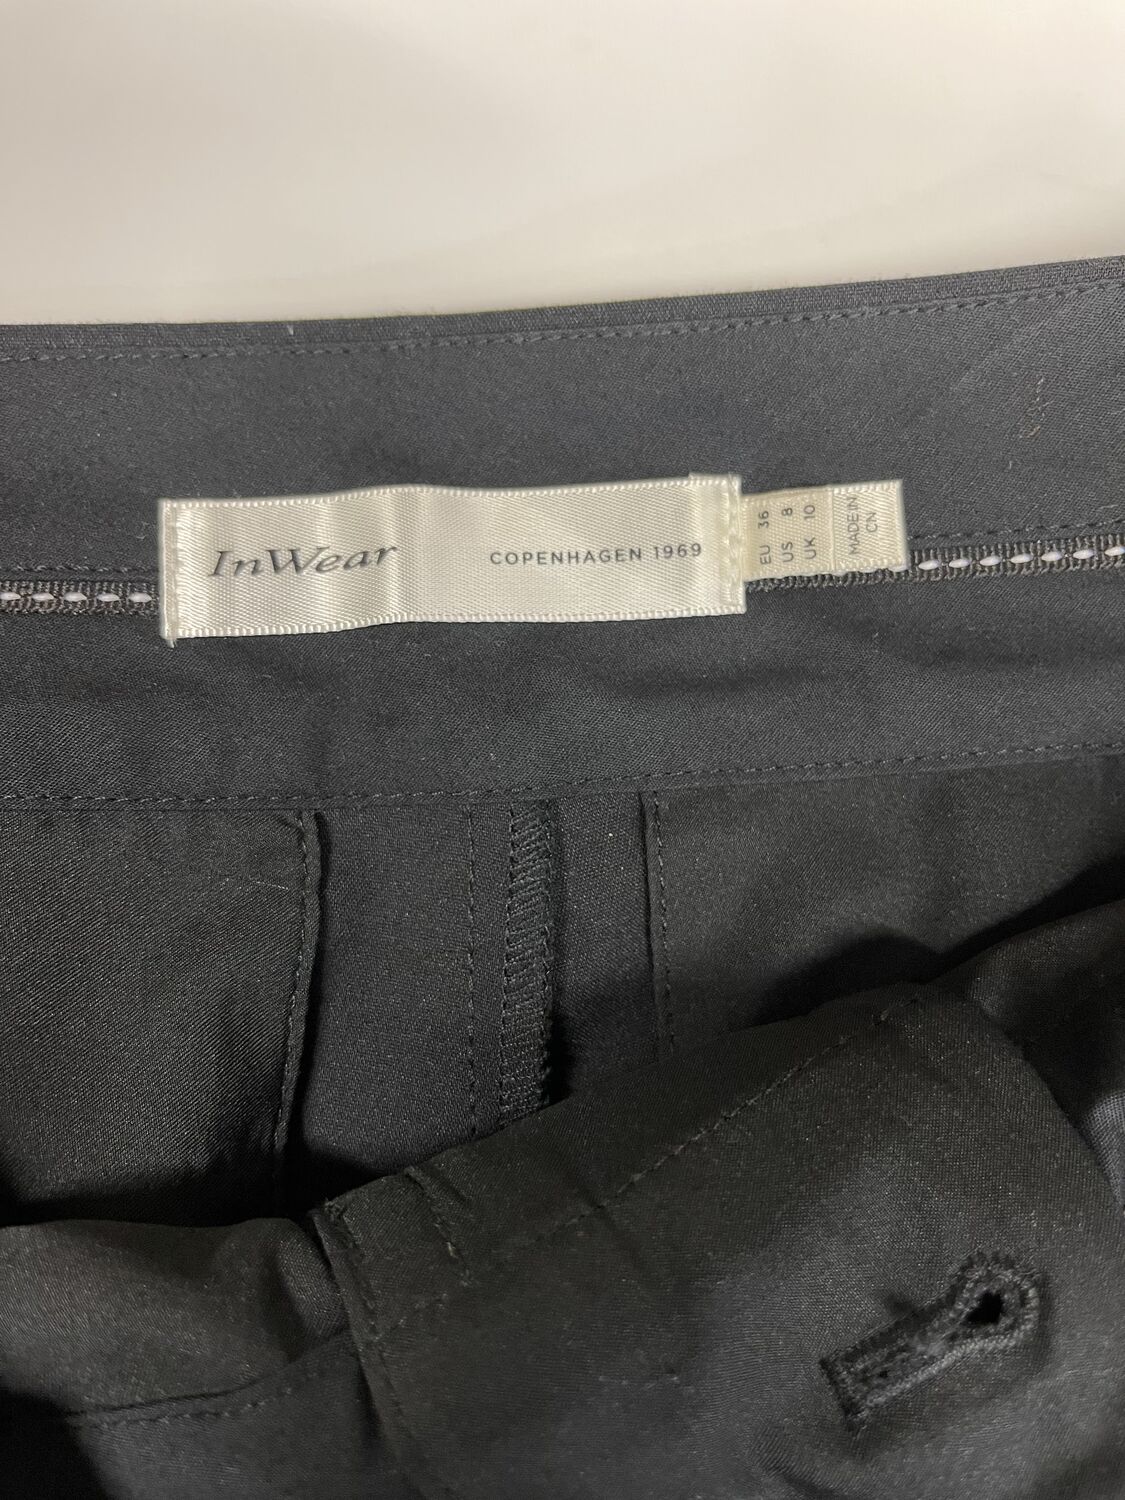 InWear COPENHAGEN 1969
EU 36
US 8
UK 10
MADE IN
CN